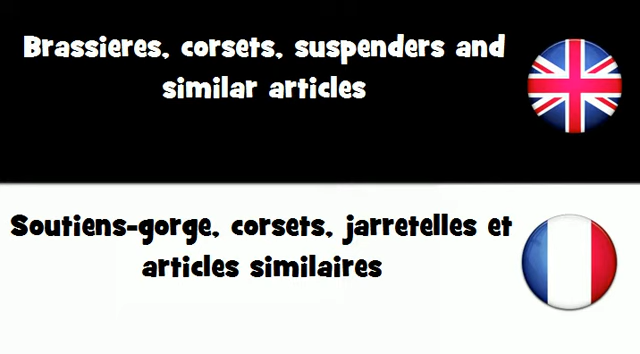 Brassieres, corsets, suspenders and
similar articles
Soutiens-gorge, corsets, jarretelles et
articles similaires